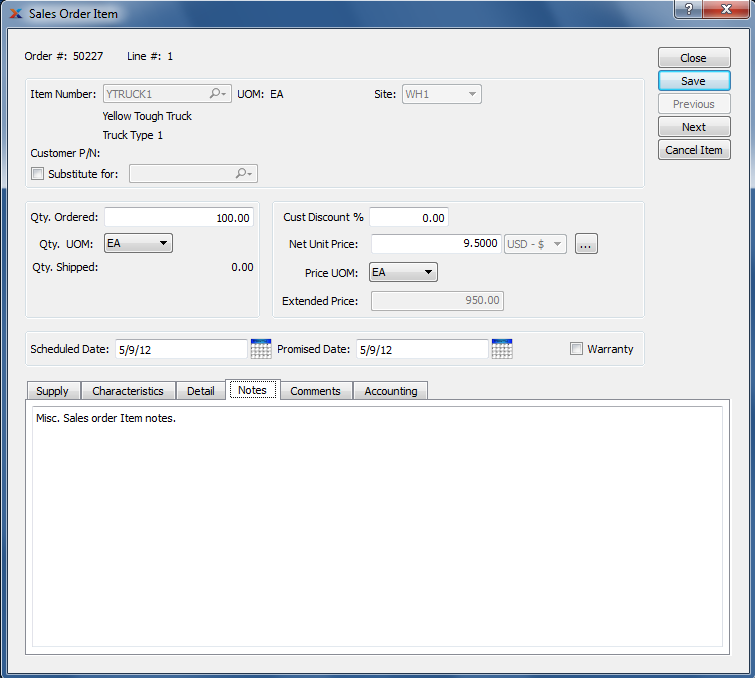 Sales Order Item
?
Order #: 50227 Line #: 1
Close
Save
Previous
Next
Cancel Item
Item Number: YTRUCK1 UOM: EA Site: WH1
Yellow Tough Truck
Truck Type 1
Customer P/N:
Substitute for:
Qty. Ordered: 100.00
Qty. UOM: EA
Qty. Shipped: 0.00
Cust Discount % 0.00
Net Unit Price: 9.5000 USD - $ ...
Price UOM: EA
Extended Price: 950.00
Scheduled Date: 5/9/12 Promised Date: 5/9/12 Warranty
Supply Characteristics Detail Notes Comments Accounting
Misc. Sales order Item notes.